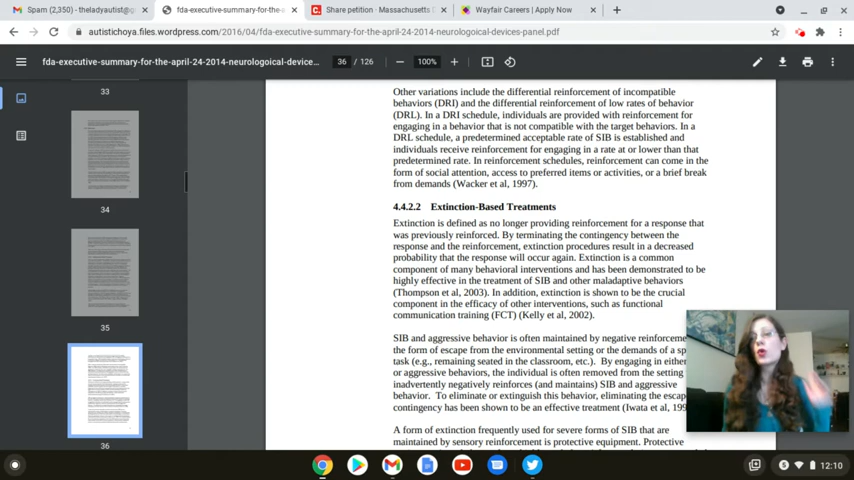 Spam (2,350) - theladyautist@g
fda-executive-summary-for-the-a
Share petition · Massachusetts D
Wayfair Careers | Apply Now
autistichoya.files.wordpress.com/2016/04/fda-executive-summary-for-the-april-24-2014-neurologoical-devices-panel.pdf
fda-executive-summary-for-the-april-24-2014-neurologoical-device...
36 / 126
100%
33
34
35
36
Other variations include the differential reinforcement of incompatible
behaviors (DRI) and the differential reinforcement of low rates of behavior
(DRL). In a DRI schedule, individuals are provided with reinforcement for
engaging in a behavior that is not compatible with the target behaviors. In a
DRL schedule, a predetermined acceptable rate of SIB is established and
individuals receive reinforcement for engaging in a rate at or lower than that
predetermined rate. In reinforcement schedules, reinforcement can come in the
form of social attention, access to preferred items or activities, or a brief break
from demands (Wacker et al, 1997).
4.4.2.2 Extinction-Based Treatments
Extinction is defined as no longer providing reinforcement for a response that
was previously reinforced. By terminating the contingency between the
response and the reinforcement, extinction procedures result in a decreased
probability that the response will occur again. Extinction is a common
component of many behavioral interventions and has been demonstrated to be
highly effective in the treatment of SIB and other maladaptive behaviors
(Thompson et al, 2003). In addition, extinction is shown to be the crucial
component in the efficacy of other interventions, such as functional
communication training (FCT) (Kelly et al, 2002).
SIB and aggressive behavior is often maintained by negative reinforceme
the form of escape from the environmental setting or the demands of a sp
task (e.g., remaining seated in the classroom, etc.). By engaging in either
or aggressive behaviors, the individual is often removed from the setting
inadvertently negatively reinforces (and maintains) SIB and aggressive
behavior. To eliminate or extinguish this behavior, eliminating the escape
contingency has been shown to be an effective treatment (Iwata et al, 199
A form of extinction frequently used for severe forms of SIB that are
maintained by sensory reinforcement is protective equipment. Protective
12:10